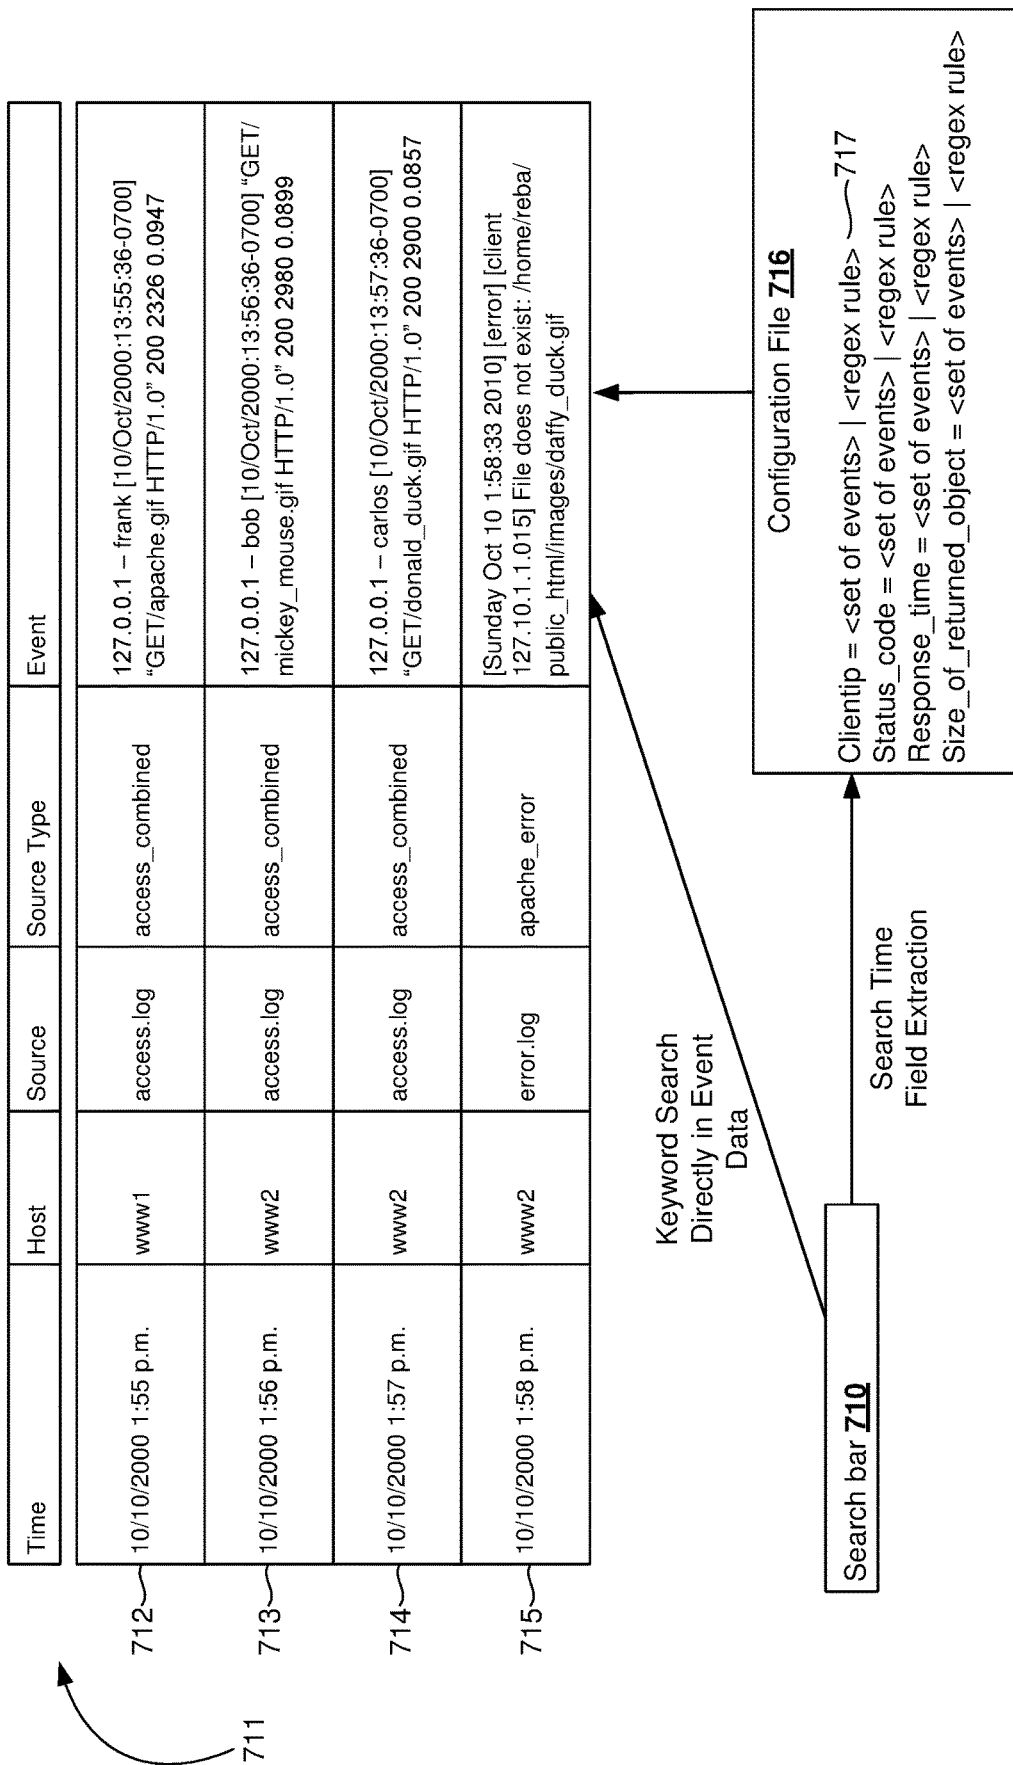 711
Time Host Source Source Type Event
712 10/10/2000 1:55 p.m. www1 access.log access_combined 127.0.0.1 – frank [10/Oct/2000:13:55:36-0700]
“GET/apache.gif HTTP/1.0” 200 2326 0.0947
713 10/10/2000 1:56 p.m. www2 access.log access_combined 127.0.0.1 – bob [10/Oct/2000:13:56:36-0700] “GET/
mickey_mouse.gif HTTP/1.0” 200 2980 0.0899
714 10/10/2000 1:57 p.m. www2 access.log access_combined 127.0.0.1 – carlos [10/Oct/2000:13:57:36-0700]
“GET/donald_duck.gif HTTP/1.0” 200 2900 0.0857
715 10/10/2000 1:58 p.m. www2 error.log apache_error [Sunday Oct 10 1:58:33 2010] [error] [client
127.10.1.1.015] File does not exist: /home/reba/
public_html/images/daffy_duck.gif
Keyword Search
Directly in Event
Data
Search bar 710
Search Time
Field Extraction
Configuration File 716
Clientip = <set of events> | <regex rule> 717
Status_code = <set of events> | <regex rule>
Response_time = <set of events> | <regex rule>
Size_of_returned_object = <set of events> | <regex rule>